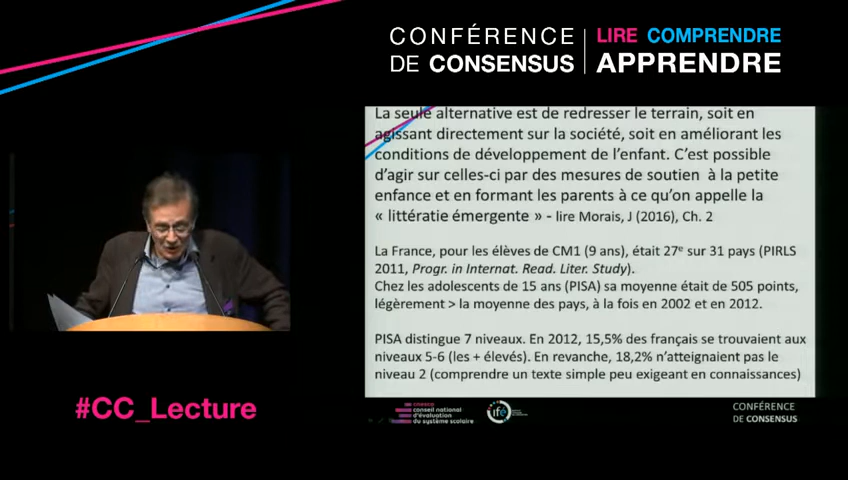 CONFÉRENCE
DE CONSENSUS
LIRE COMPRENDRE
APPRENDRE
La seule alternative est de redresser le terrain, soit en
agissant directement sur la société, soit en améliorant les
conditions de développement de l'enfant. C'est possible
d'agir sur celles-ci par des mesures de soutien à la petite
enfance et en formant les parents à ce qu'on appelle la
« littératie émergente » - lire Morais, J (2016), Ch. 2
La France, pour les élèves de CM1 (9 ans), était 27e sur 31 pays (PIRLS
2011, Progr. in Internat. Read. Liter. Study).
Chez les adolescents de 15 ans (PISA) sa moyenne était de 505 points,
légèrement > la moyenne des pays, à la fois en 2002 et en 2012.
PISA distingue 7 niveaux. En 2012, 15,5% des français se trouvaient aux
niveaux 5-6 (les + élevés). En revanche, 18,2% n'atteignaient pas le
niveau 2 (comprendre un texte simple peu exigeant en connaissances)
#CC_Lecture
conseil national
d'évaluation
du système scolaire
ifé
CONFÉRENCE
DE CONSENSUS